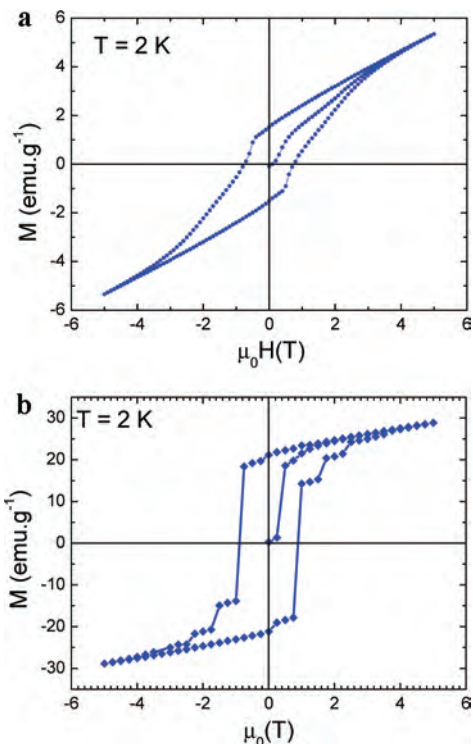 a
T = 2 K
M (emu.g⁻¹)
6
4
2
0
-2
-4
-6
-6 -4 -2 0 2 4 6
μ₀H(T)
b
T = 2 K
M (emu.g⁻¹)
30
20
10
0
-10
-20
-30
-6 -4 -2 0 2 4 6
μ₀(T)